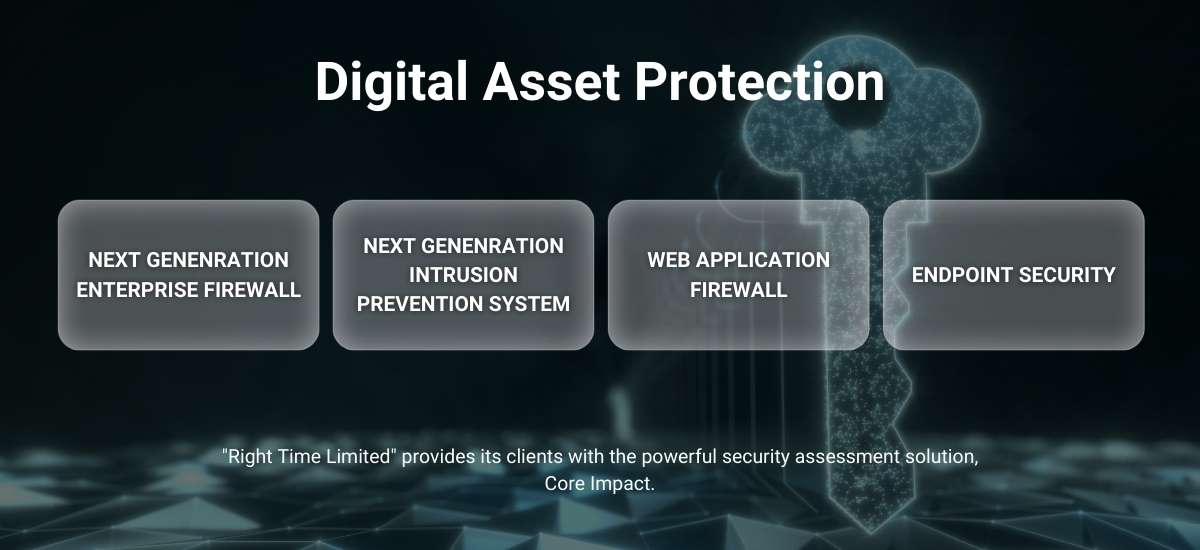 Digital Asset Protection
NEXT GENENRATION
ENTERPRISE FIREWALL
NEXT GENENRATION
INTRUSION
PREVENTION SYSTEM
WEB APPLICATION
FIREWALL
ENDPOINT SECURITY
"Right Time Limited" provides its clients with the powerful security assessment solution,
Core Impact.